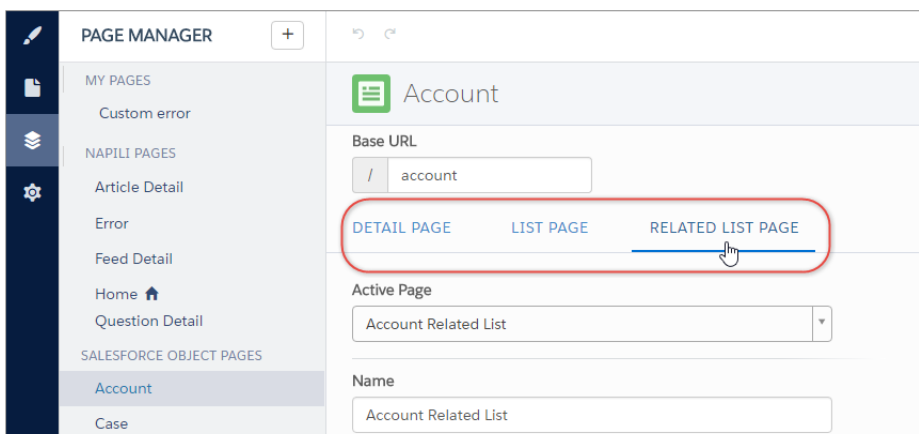 PAGE MANAGER
+
MY PAGES
Custom error
NAPILI PAGES
Article Detail
Error
Feed Detail
Home
Question Detail
SALESFORCE OBJECT PAGES
Account
Case
Account
Base URL
/ account
DETAIL PAGE LIST PAGE RELATED LIST PAGE
Active Page
Account Related List
Name
Account Related List